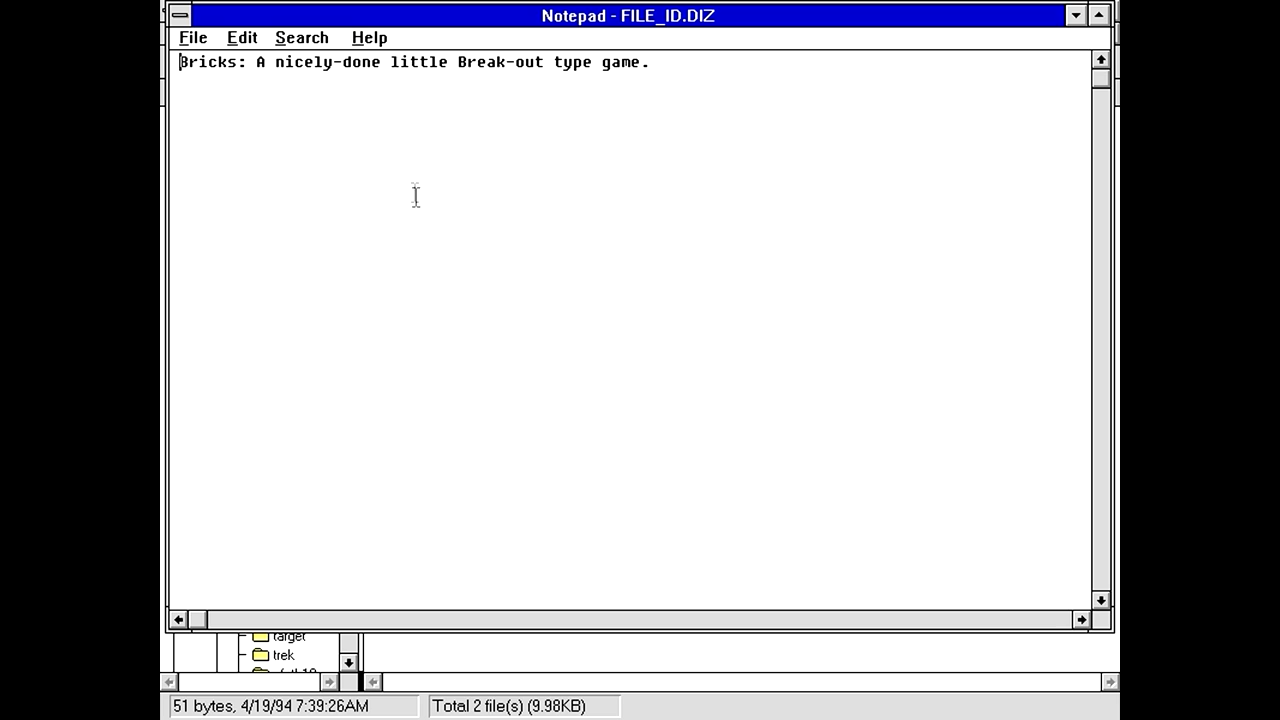 Notepad - FILE_ID.DIZ
File Edit Search Help
Bricks: A nicely-done little Break-out type game.
target
trek
51 bytes, 4/19/94 7:39:26AM Total 2 file(s) (9.98KB)